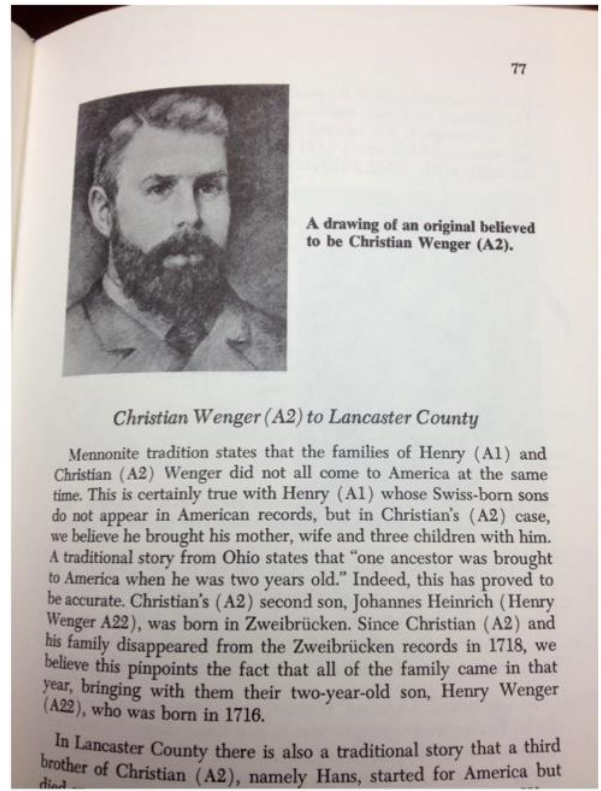 77
A drawing of an original believed
to be Christian Wenger (A2).
Christian Wenger (A2) to Lancaster County
Mennonite tradition states that the families of Henry (A1) and
Christian (A2) Wenger did not all come to America at the same
time. This is certainly true with Henry (A1) whose Swiss-born sons
do not appear in American records, but in Christian's (A2) case,
we believe he brought his mother, wife and three children with him.
A traditional story from Ohio states that “one ancestor was brought
to America when he was two years old.” Indeed, this has proved to
be accurate. Christian's (A2) second son, Johannes Heinrich (Henry
Wenger A22), was born in Zweibrücken. Since Christian (A2) and
his family disappeared from the Zweibrücken records in 1718, we
believe this pinpoints the fact that all of the family came in that
year, bringing with them their two-year-old son, Henry Wenger
(A22), who was born in 1716.
In Lancaster County there is also a traditional story that a third
brother of Christian (A2), namely Hans, started for America but
died